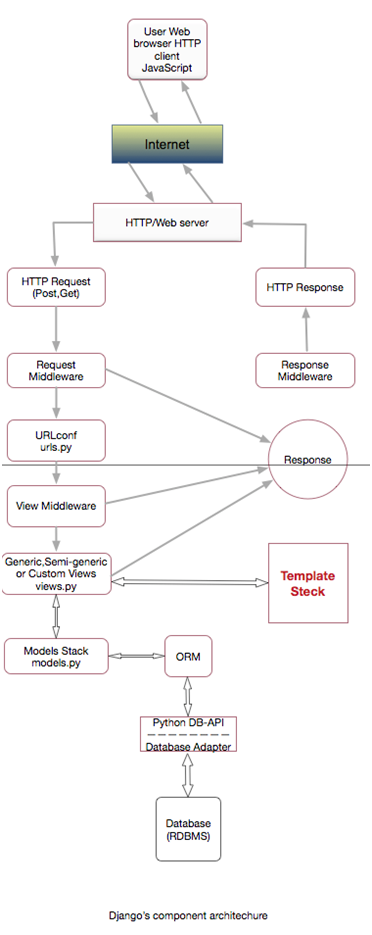 User Web
browser HTTP
client
JavaScript
Internet
HTTP/Web server
HTTP Request
(Post,Get)
HTTP Response
Request
Middleware
Response
Middleware
URLconf
urls.py
Response
View Middleware
Generic,Semi-generic
or Custom Views
views.py
Template
Steck
Models Stack
models.py
ORM
Python DB-API
Database Adapter
Database
(RDBMS)
Django's component architechure